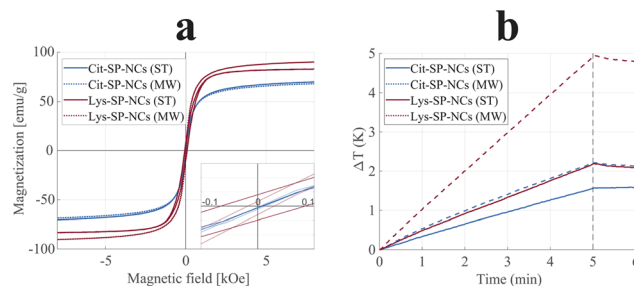 a
b
Magnetization [emu/g]
100
50
0
-50
-100
Cit-SP-NCs (ST)
Cit-SP-NCs (MW)
Lys-SP-NCs (ST)
Lys-SP-NCs (MW)
-0.1
0
0.1
-5
0
5
Magnetic field [kOe]
ΔT (K)
5
4
3
2
1
0
Cit-SP-NCs (ST)
Cit-SP-NCs (MW)
Lys-SP-NCs (ST)
Lys-SP-NCs (MW)
0
1
2
3
4
5
6
Time (min)